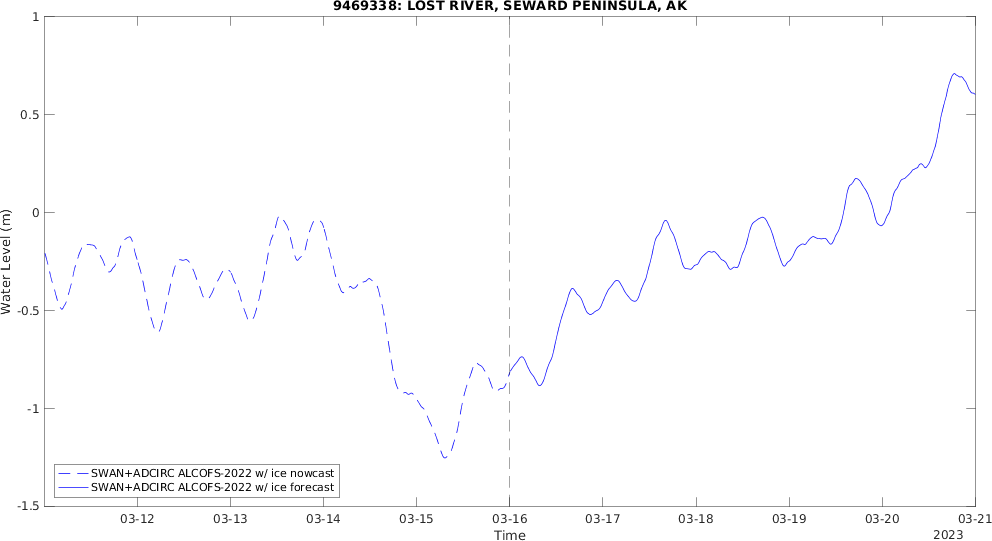 9469338: LOST RIVER, SEWARD PENINSULA, AK
1
0.5
0
-0.5
-1
-1.5
Water Level (m)
SWAN+ADCIRC ALCOFS-2022 w/ ice nowcast
SWAN+ADCIRC ALCOFS-2022 w/ ice forecast
03-12 03-13 03-14 03-15 03-16 03-17 03-18 03-19 03-20 03-21
Time
2023